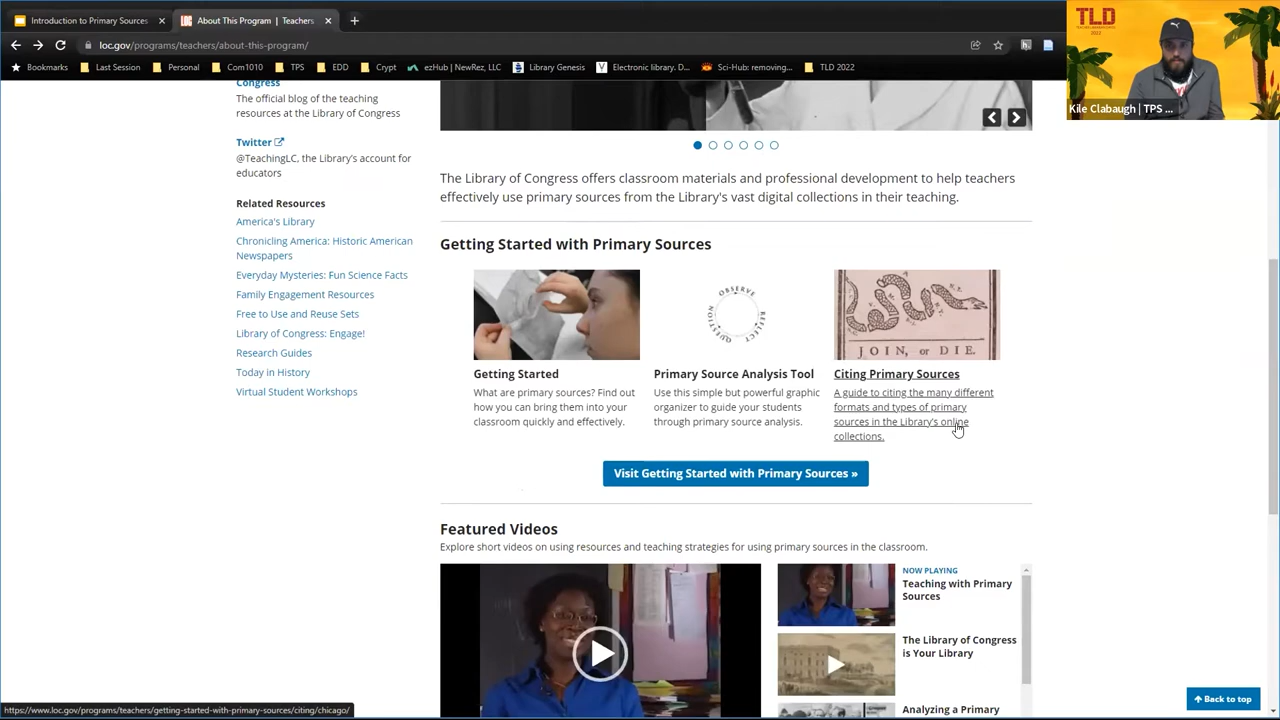 Introduction to Primary Sources
About This Program | Teachers
TLD
2022
loc.gov/programs/teachers/about-this-program/
Bookmarks
Last Session
Personal
Com1010
TPS
EDD
Crypt
ezHub | NewRez, LLC
Library Genesis
Electronic library. D...
Sci-Hub: removing...
TLD 2022
Kile Clabaugh | TPS ...
Congress
The official blog of the teaching
resources at the Library of Congress
Twitter
@TeachingLC, the Library's account for
educators
Related Resources
America's Library
Chronicling America: Historic American
Newspapers
Everyday Mysteries: Fun Science Facts
Family Engagement Resources
Free to Use and Reuse Sets
Library of Congress: Engage!
Research Guides
Today in History
Virtual Student Workshops
The Library of Congress offers classroom materials and professional development to help teachers
effectively use primary sources from the Library's vast digital collections in their teaching.
Getting Started with Primary Sources
OBSERVE
REFLECT
QUESTION
JOIN, or DIE.
Getting Started
What are primary sources? Find out
how you can bring them into your
classroom quickly and effectively.
Primary Source Analysis Tool
Use this simple but powerful graphic
organizer to guide your students
through primary source analysis.
Citing Primary Sources
A guide to citing the many different
formats and types of primary
sources in the Library's online
collections.
Visit Getting Started with Primary Sources »
Featured Videos
Explore short videos on using resources and teaching strategies for using primary sources in the classroom.
NOW PLAYING
Teaching with Primary
Sources
The Library of Congress
is Your Library
Analyzing a Primary
Back to top
https://www.loc.gov/programs/teachers/getting-started-with-primary-sources/citing/chicago/